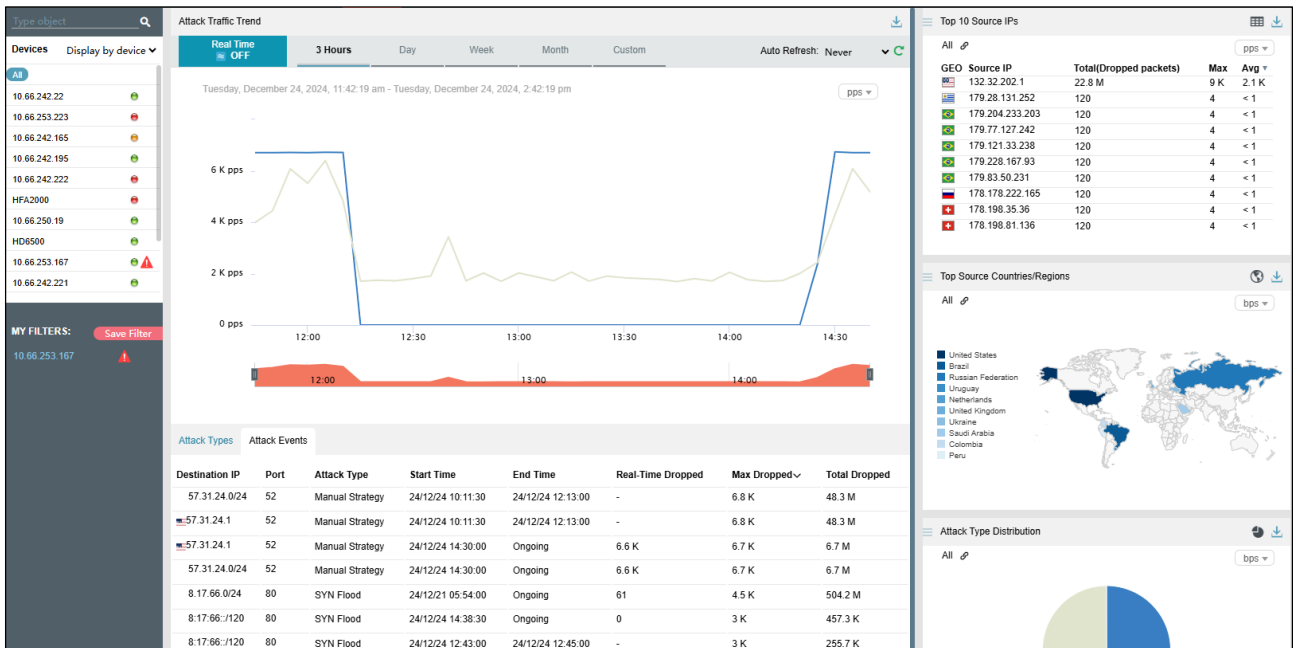 Type object
Devices Display by device
All
10.66.242.22
10.66.253.223
10.66.242.165
10.66.242.195
10.66.242.222
HFA2000
10.66.250.19
HD6500
10.66.253.167
10.66.242.221
MY FILTERS: Save Filter
10.66.253.167
Attack Traffic Trend
Real Time
OFF
3 Hours Day Week Month Custom Auto Refresh: Never
Tuesday, December 24, 2024, 11:42:19 am - Tuesday, December 24, 2024, 2:42:19 pm
pps
6 K pps
4 K pps
2 K pps
0 pps
12:00 12:30 13:00 13:30 14:00 14:30
12:00 13:00 14:00
Attack Types Attack Events
Destination IP Port Attack Type Start Time End Time Real-Time Dropped Max Dropped Total Dropped
57.31.24.0/24 52 Manual Strategy 24/12/24 10:11:30 24/12/24 12:13:00 - 6.8 K 48.3 M
57.31.24.1 52 Manual Strategy 24/12/24 10:11:30 24/12/24 12:13:00 - 6.8 K 48.3 M
57.31.24.1 52 Manual Strategy 24/12/24 14:30:00 Ongoing 6.6 K 6.7 K 6.7 M
57.31.24.0/24 52 Manual Strategy 24/12/24 14:30:00 Ongoing 6.6 K 6.7 K 6.7 M
8.17.66.0/24 80 SYN Flood 24/12/21 05:54:00 Ongoing 61 4.5 K 504.2 M
8:17:66::/120 80 SYN Flood 24/12/24 14:38:30 Ongoing 0 3 K 457.3 K
8:17:66::/120 80 SYN Flood 24/12/24 12:43:00 24/12/24 12:45:00 - 3 K 255.7 K
Top 10 Source IPs
All
pps
GEO Source IP Total(Dropped packets) Max Avg
132.32.202.1 22.8 M 9 K 2.1 K
179.28.131.252 120 4 < 1
179.204.233.203 120 4 < 1
179.77.127.242 120 4 < 1
179.121.33.238 120 4 < 1
179.228.167.93 120 4 < 1
179.83.50.231 120 4 < 1
178.178.222.165 120 4 < 1
178.198.35.36 120 4 < 1
178.198.81.136 120 4 < 1
Top Source Countries/Regions
All
bps
United States
Brazil
Russian Federation
Uruguay
Netherlands
United Kingdom
Ukraine
Saudi Arabia
Colombia
Peru
Attack Type Distribution
All
bps